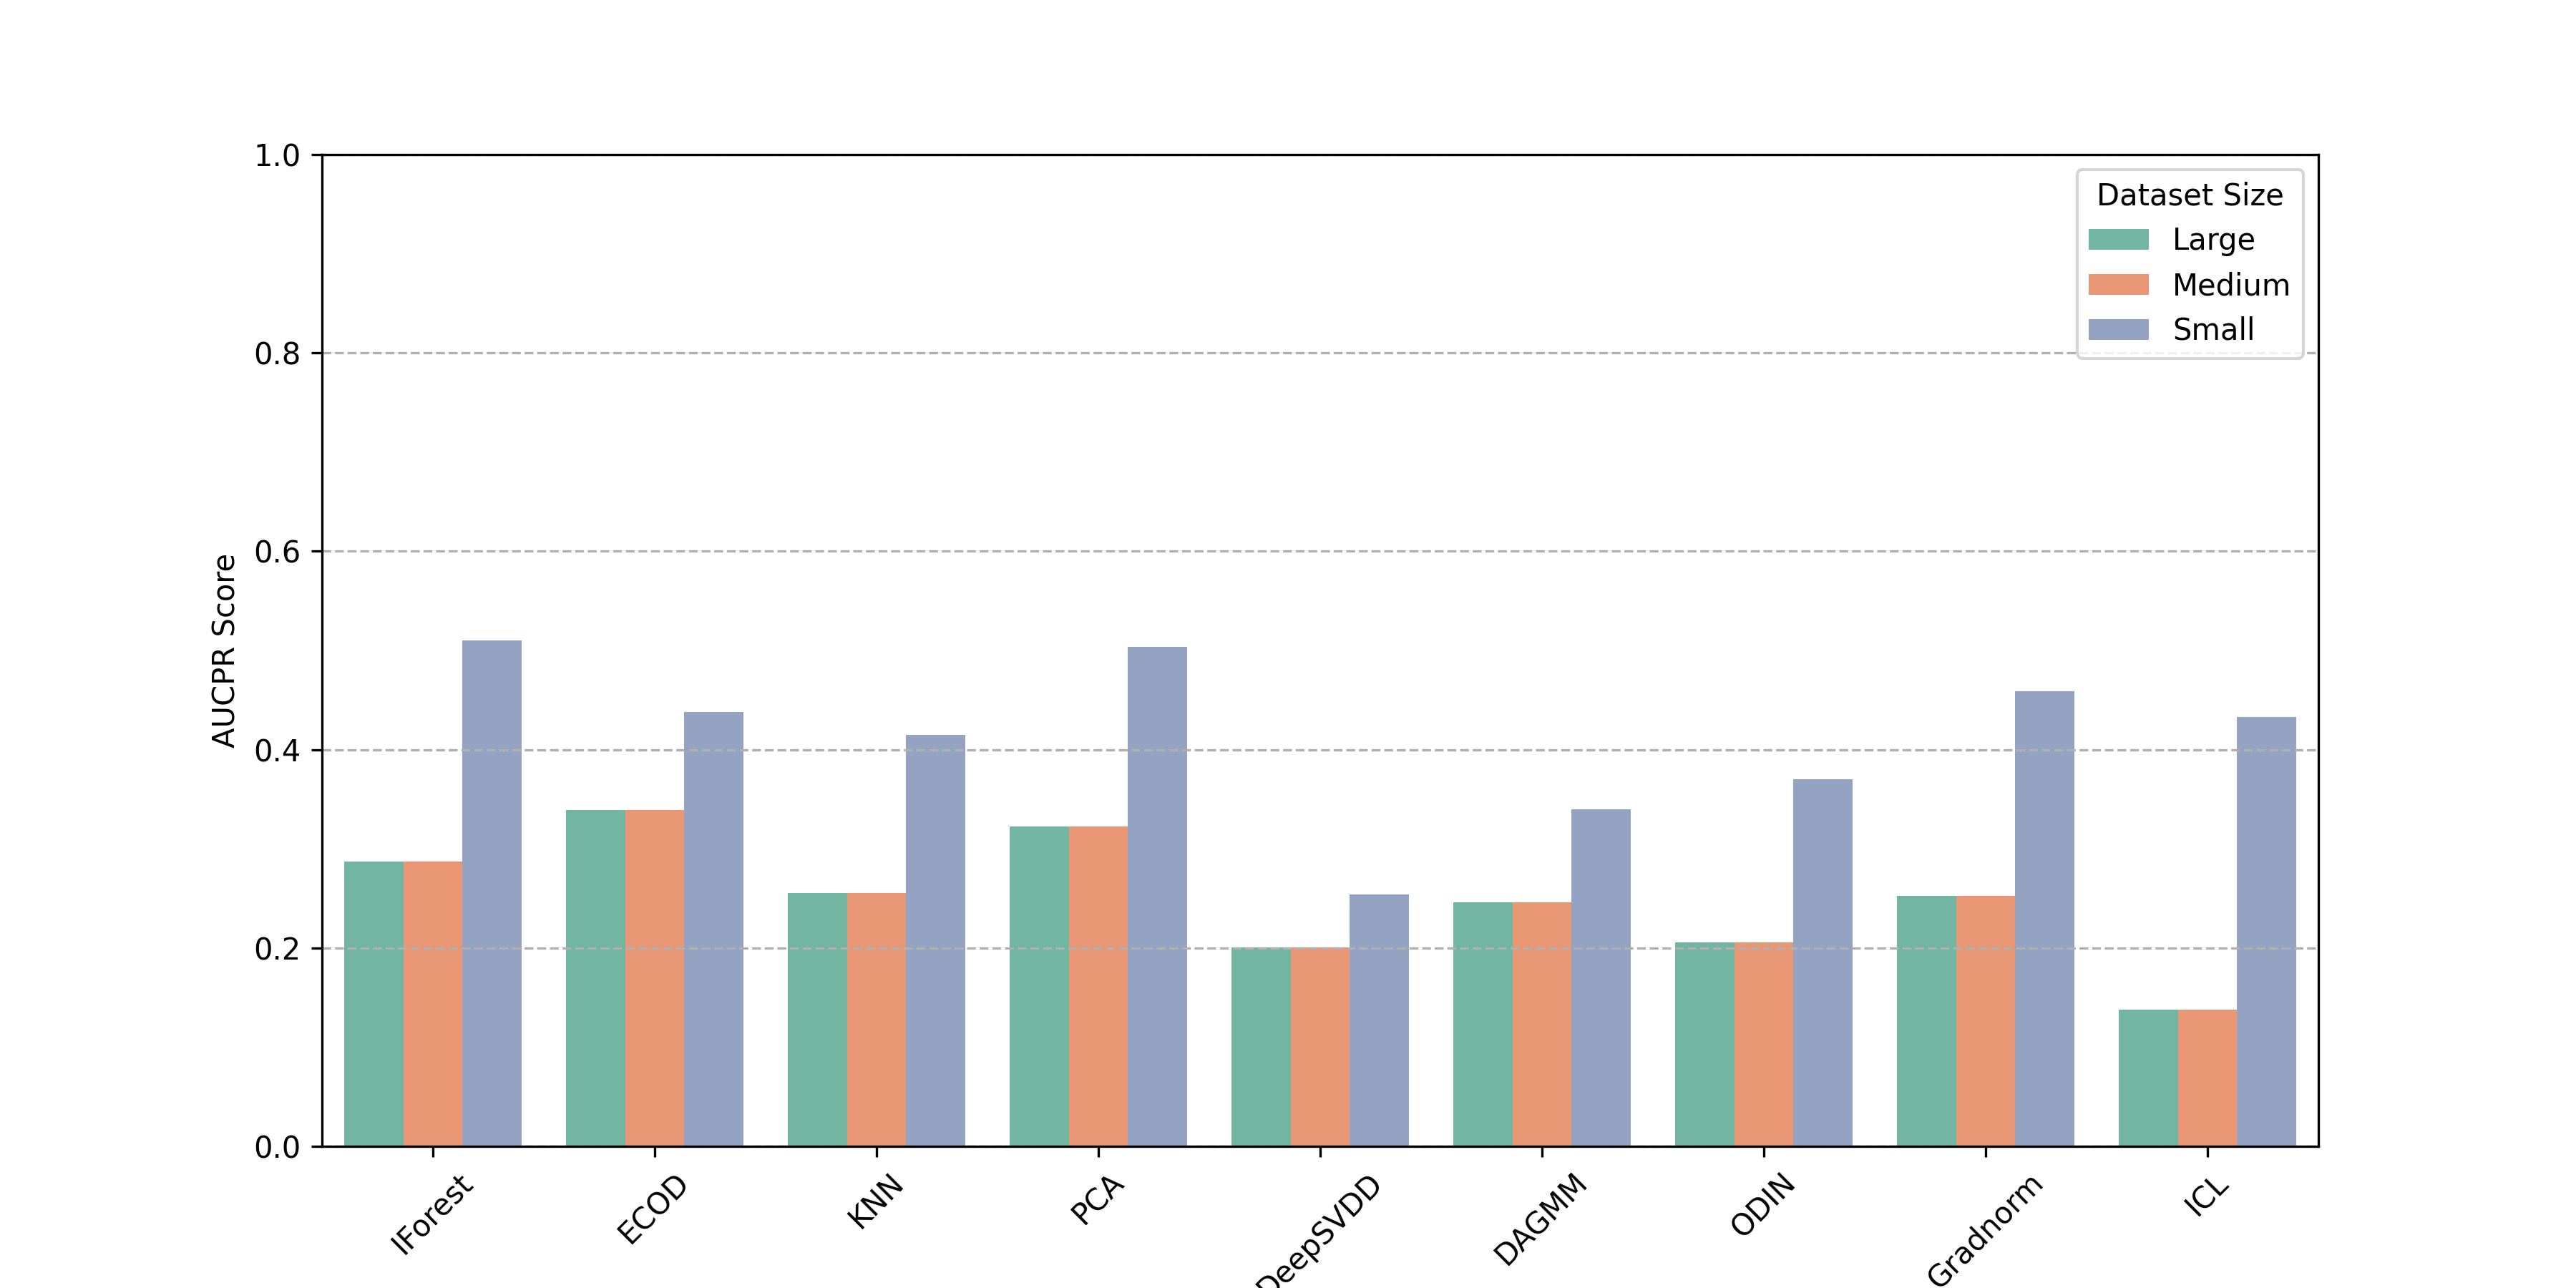 1.0
0.8
0.6
0.4
0.2
0.0
AUCPR Score
Dataset Size
Large
Medium
Small
IForest
ECOD
KNN
PCA
DeepSVDD
DAGMM
ODIN
Gradnorm
ICL